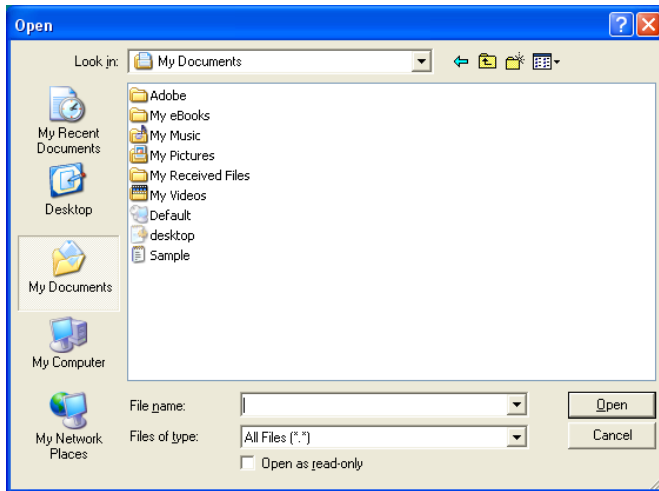 Open
Look in:
My Documents
My Recent
Documents
Desktop
My Documents
My Computer
My Network
Places
Adobe
My eBooks
My Music
My Pictures
My Received Files
My Videos
Default
desktop
Sample
File name:
Open
Files of type:
All Files (*.*)
Cancel
Open as read-only